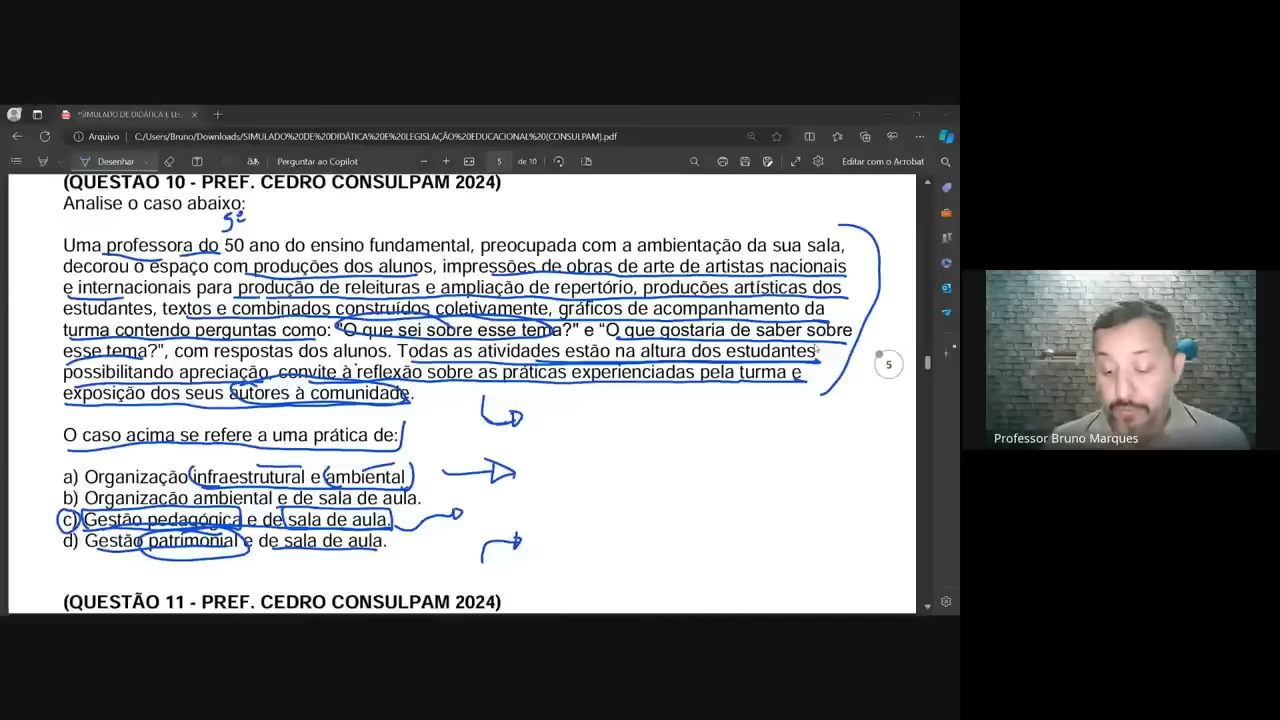 *SIMULADO DE DIDÁTICA E LE
Arquivo C:/Users/Bruno/Downloads/SIMULADO%20DE%20DIDÁTICA%20E%20LEGISLAÇÃO%20EDUCACIONAL%20(CONSULPAM).pdf
Desenhar Perguntar ao Copilot 5 de 10 Editar com o Acrobat
(QUESTÃO 10 - PREF. CEDRO CONSULPAM 2024)
Analise o caso abaixo:
5º
Uma professora do 50 ano do ensino fundamental, preocupada com a ambientação da sua sala,
decorou o espaço com produções dos alunos, impressões de obras de arte de artistas nacionais
e internacionais para produção de releituras e ampliação de repertório, produções artísticas dos
estudantes, textos e combinados construídos coletivamente, gráficos de acompanhamento da
turma contendo perguntas como: "O que sei sobre esse tema?" e "O que gostaria de saber sobre
esse tema?", com respostas dos alunos. Todas as atividades estão na altura dos estudantes,
possibilitando apreciação, convite à reflexão sobre as práticas experienciadas pela turma e
exposição dos seus autores à comunidade.
5
O caso acima se refere a uma prática de:
a) Organização infraestrutural e ambiental.
b) Organização ambiental e de sala de aula.
c) Gestão pedagógica e de sala de aula.
d) Gestão patrimonial e de sala de aula.
(QUESTÃO 11 - PREF. CEDRO CONSULPAM 2024)
Professor Bruno Marques